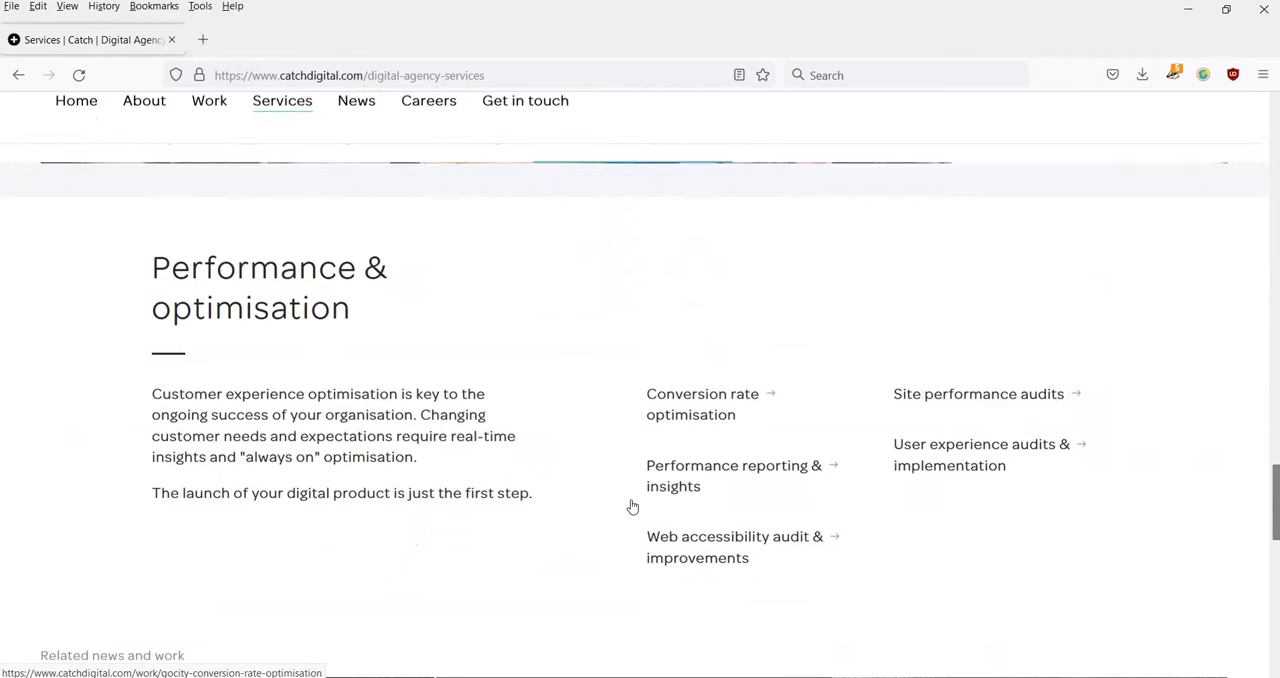 File Edit View History Bookmarks Tools Help
Services | Catch | Digital Agency
https://www.catchdigital.com/digital-agency-services
Search
5
Home About Work Services News Careers Get in touch
Performance &
optimisation
Customer experience optimisation is key to the
ongoing success of your organisation. Changing
customer needs and expectations require real-time
insights and "always on" optimisation.
The launch of your digital product is just the first step.
Conversion rate →
optimisation
Performance reporting & →
insights
Web accessibility audit & →
improvements
Site performance audits →
User experience audits & →
implementation
Related news and work
https://www.catchdigital.com/work/gocity-conversion-rate-optimisation